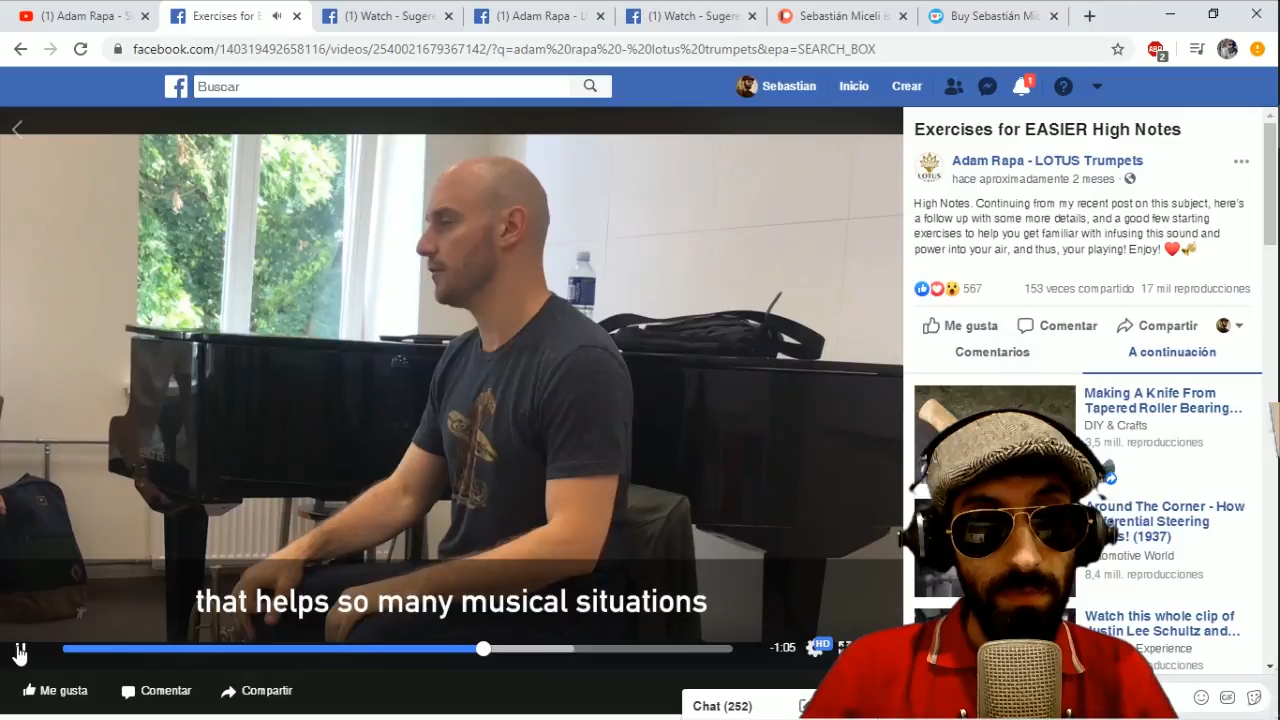 (1) Adam Rapa - S
Exercises for E
(1) Watch - Sugere
(1) Adam Rapa - L
(1) Watch - Sugere
Sebastián Miceli is
Buy Sebastián Mic
facebook.com/140319492658116/videos/2540021679367142/?q=adam%20rapa%20-%20lotus%20trumpets&epa=SEARCH_BOX
ABP
2
Buscar
Sebastian
Inicio
Crear
1
Exercises for EASIER High Notes
LOTUS
Adam Rapa - LOTUS Trumpets
hace aproximadamente 2 meses ·
High Notes. Continuing from my recent post on this subject, here's
a follow up with some more details, and a good few starting
exercises to help you get familiar with infusing this sound and
power into your air, and thus, your playing! Enjoy! ❤️🎺
567
153 veces compartido
17 mil reproducciones
Me gusta
Comentar
Compartir
Comentarios
A continuación
Making A Knife From
Tapered Roller Bearing…
DIY & Crafts
3,5 mill. reproducciones
Around The Corner - How
Steering
(1937)
World
8,4 mill. reproducciones
Watch this whole clip of
Justin Lee Schultz and…
Experience
that helps so many musical situations
-1:05
HD
Me gusta
Comentar
Compartir
Chat (252)
GIF